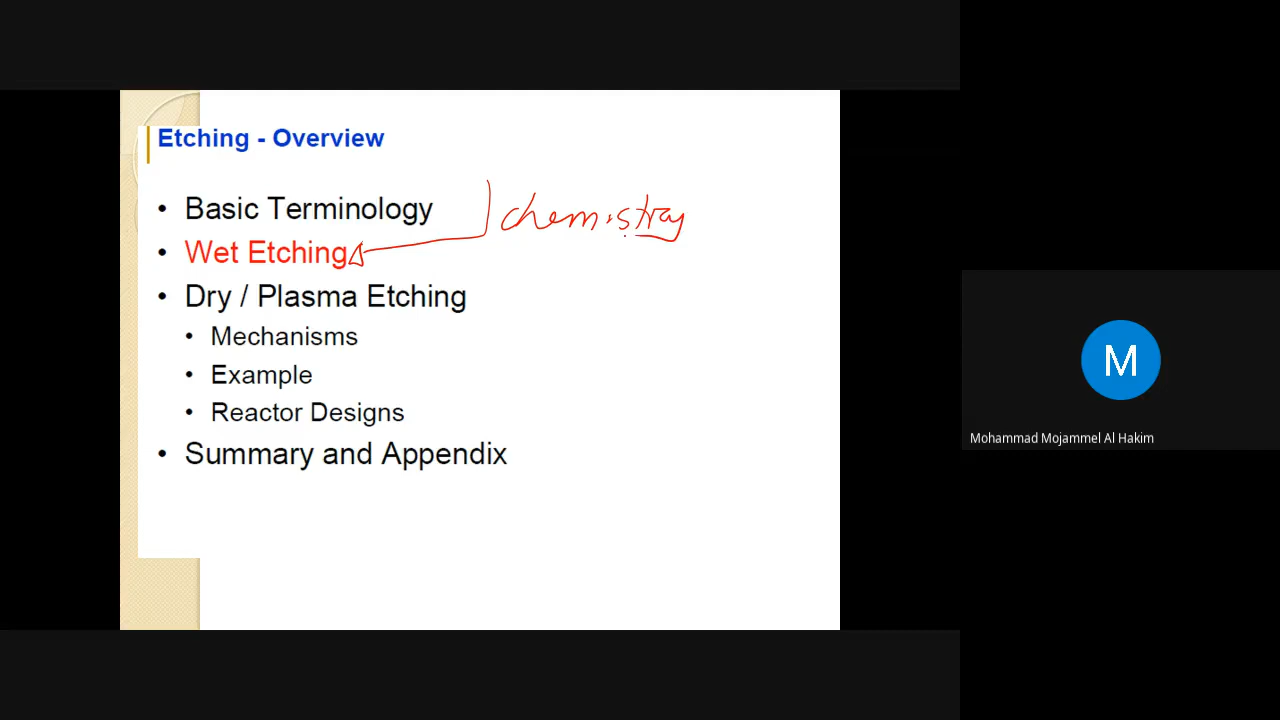 Etching - Overview
• Basic Terminology
chemistry
• Wet Etching
• Dry / Plasma Etching
• Mechanisms
• Example
• Reactor Designs
• Summary and Appendix
M
Mohammad Mojammel Al Hakim